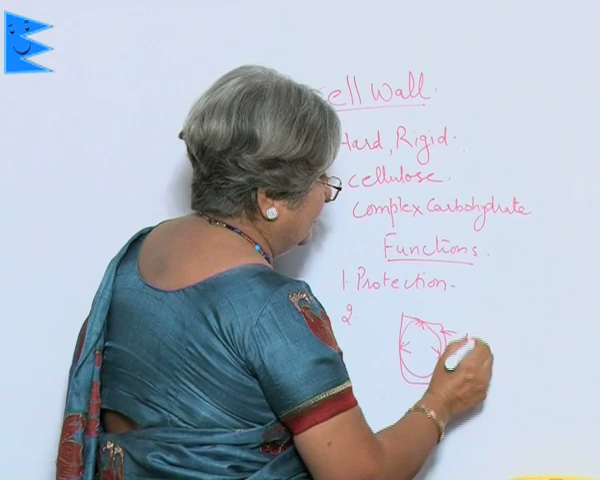 ell Wall.
Hard, Rigid.
cellulose.
complex Carbohydrate
Functions.
1. Protection.
2